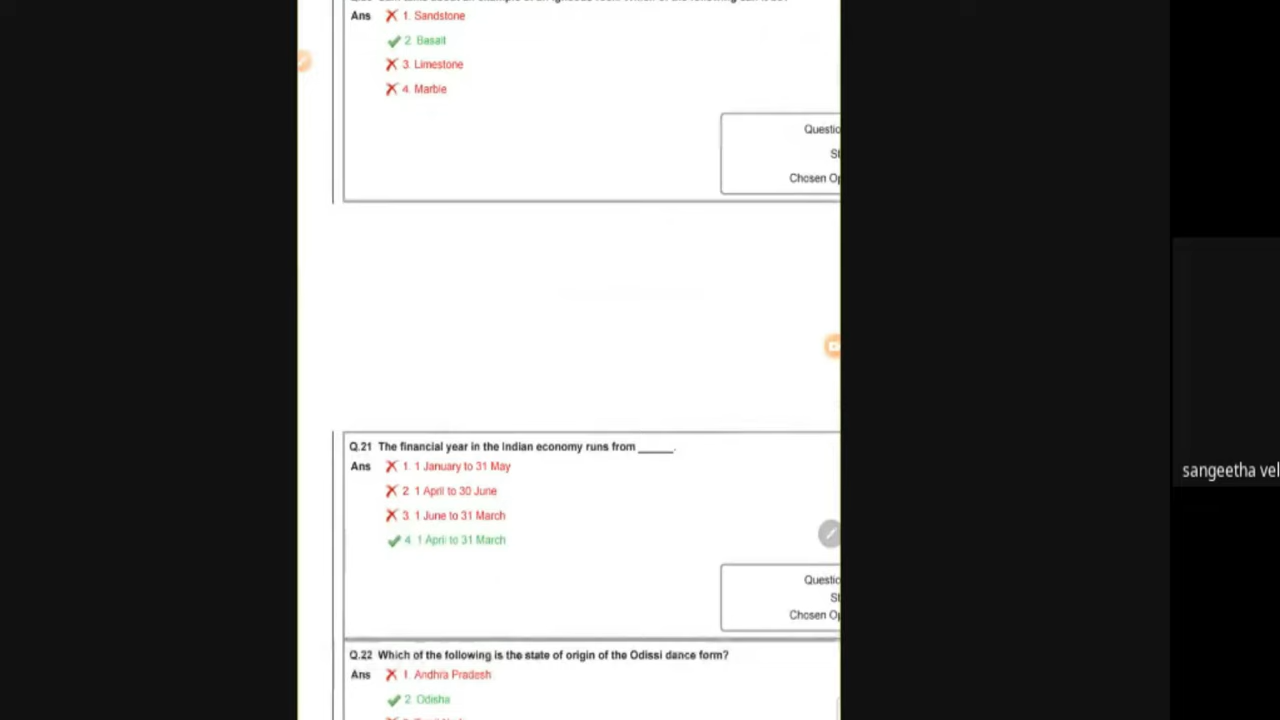 Ans 1. Sandstone
2. Basalt
3. Limestone
4. Marble
Questio
St
Chosen Op
Q.21 The financial year in the Indian economy runs from _____.
Ans 1. 1 January to 31 May
2. 1 April to 30 June
3. 1 June to 31 March
4. 1 April to 31 March
Questio
St
Chosen Op
Q.22 Which of the following is the state of origin of the Odissi dance form?
Ans 1. Andhra Pradesh
2. Odisha
sangeetha vel